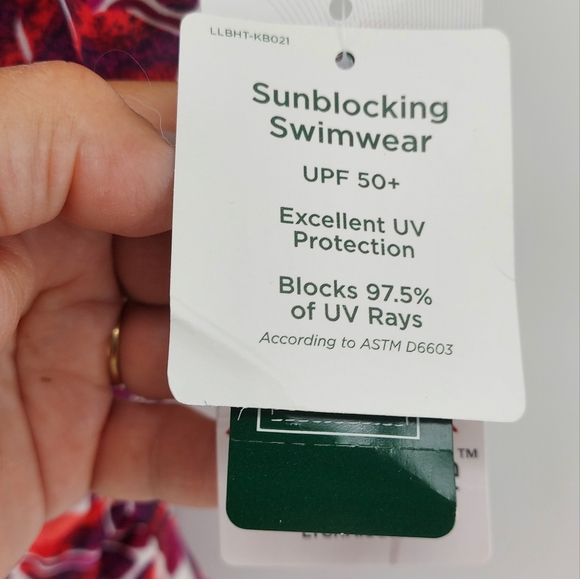 LLBHT-KB021
Sunblocking
Swimwear
UPF 50+
Excellent UV
Protection
Blocks 97.5%
of UV Rays
According to ASTM D6603
TM